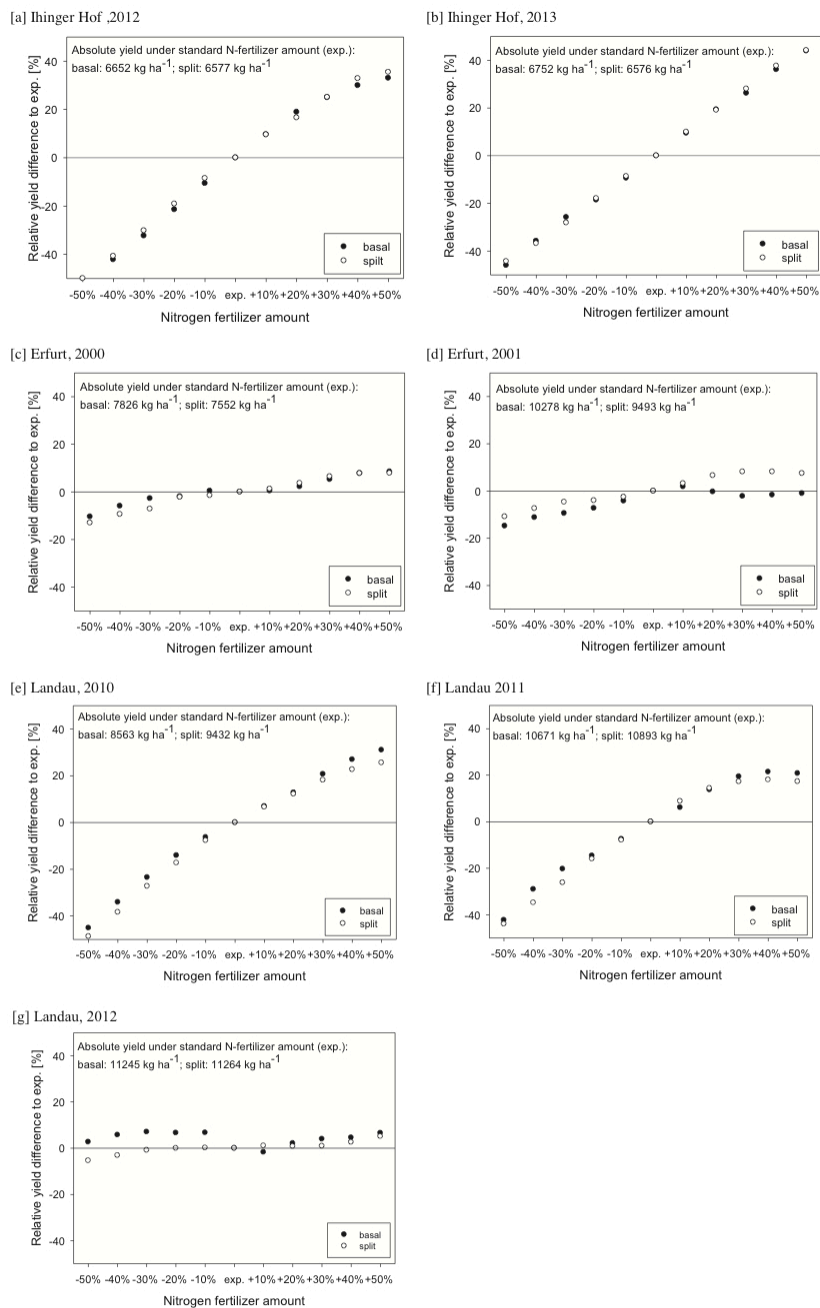 [a] Ihinger Hof ,2012
Absolute yield under standard N-fertilizer amount (exp.):
basal: 6652 kg ha-1; split: 6577 kg ha-1
Relative yield difference to exp. [%]
40
20
0
-20
-40
basal
spilt
-50% -40% -30% -20% -10% exp. +10% +20% +30% +40% +50%
Nitrogen fertilizer amount
[b] Ihinger Hof, 2013
Absolute yield under standard N-fertilizer amount (exp.):
basal: 6752 kg ha-1; split: 6576 kg ha-1
Relative yield difference to exp. [%]
40
20
0
-20
-40
basal
split
-50% -40% -30% -20% -10% exp. +10% +20% +30% +40% +50%
Nitrogen fertilizer amount
[c] Erfurt, 2000
Absolute yield under standard N-fertilizer amount (exp.):
basal: 7826 kg ha-1; split: 7552 kg ha-1
Relative yield difference to exp. [%]
40
20
0
-20
-40
basal
split
-50% -40% -30% -20% -10% exp. +10% +20% +30% +40% +50%
Nitrogen fertilizer amount
[d] Erfurt, 2001
Absolute yield under standard N-fertilizer amount (exp.):
basal: 10278 kg ha-1; split: 9493 kg ha-1
Relative yield difference to exp. [%]
40
20
0
-20
-40
basal
split
-50% -40% -30% -20% -10% exp. +10% +20% +30% +40% +50%
Nitrogen fertilizer amount
[e] Landau, 2010
Absolute yield under standard N-fertilizer amount (exp.):
basal: 8563 kg ha-1; split: 9432 kg ha-1
Relative yield difference to exp. [%]
40
20
0
-20
-40
basal
split
-50% -40% -30% -20% -10% exp. +10% +20% +30% +40% +50%
Nitrogen fertilizer amount
[f] Landau 2011
Absolute yield under standard N-fertilizer amount (exp.):
basal: 10671 kg ha-1; split: 10893 kg ha-1
Relative yield difference to exp. [%]
40
20
0
-20
-40
basal
split
-50% -40% -30% -20% -10% exp. +10% +20% +30% +40% +50%
Nitrogen fertilizer amount
[g] Landau, 2012
Absolute yield under standard N-fertilizer amount (exp.):
basal: 11245 kg ha-1; split: 11264 kg ha-1
Relative yield difference to exp. [%]
40
20
0
-20
-40
basal
split
-50% -40% -30% -20% -10% exp. +10% +20% +30% +40% +50%
Nitrogen fertilizer amount